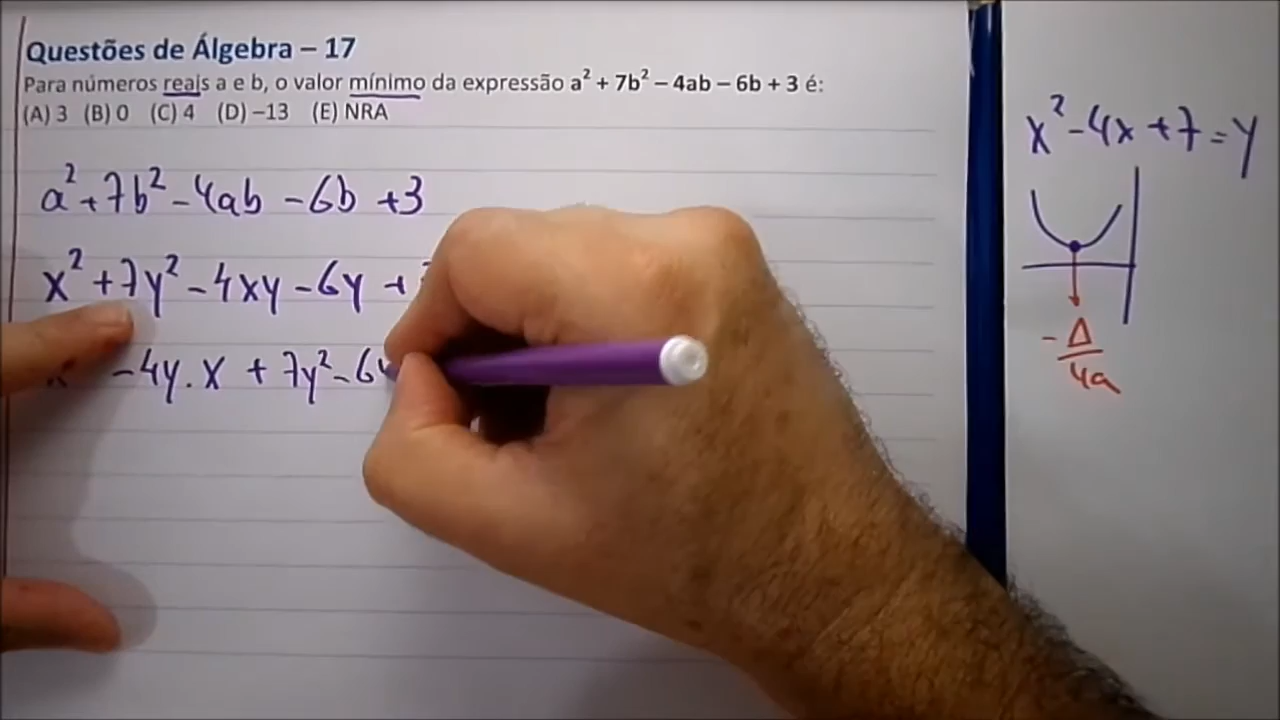 Questões de Álgebra – 17
Para números reais a e b, o valor mínimo da expressão a² + 7b² – 4ab – 6b + 3 é:
(A) 3 (B) 0 (C) 4 (D) –13 (E) NRA
a² + 7b² - 4ab - 6b + 3
x² + 7y² - 4xy - 6y +
- 4y . x + 7y² - 6y
x² - 4x + 7 = y
- Δ
4a